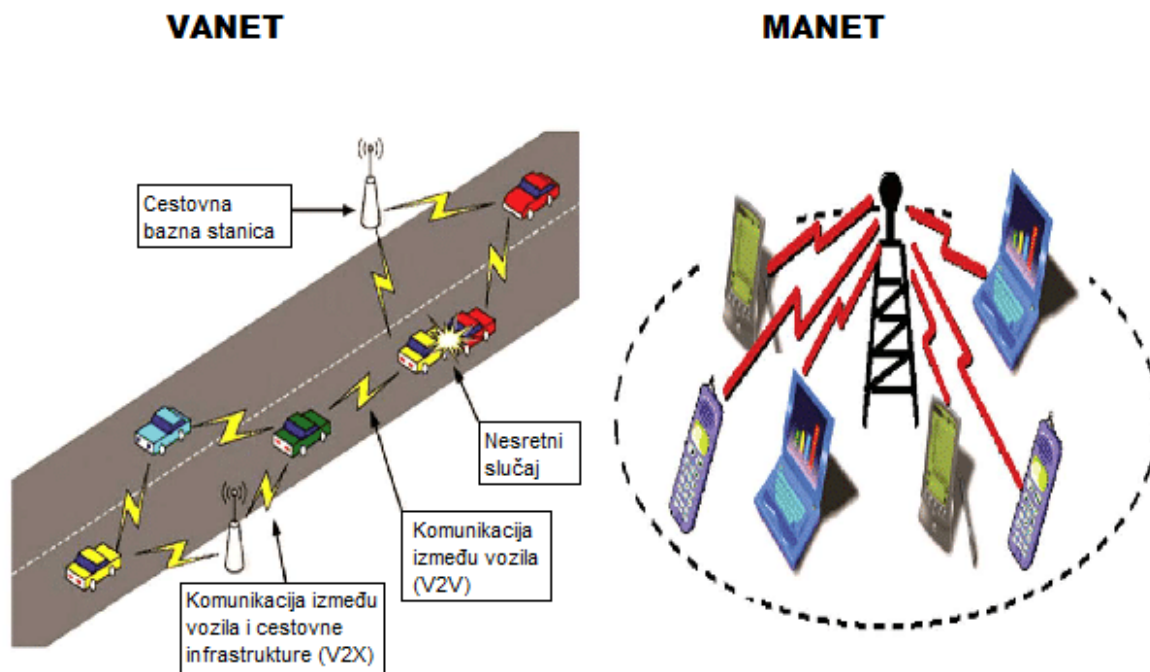 VANET
MANET
Cestovna
bazna stanica
Nesretni
slučaj
Komunikacija
između vozila
(V2V)
Komunikacija između
vozila i cestovne
infrastrukture (V2X)